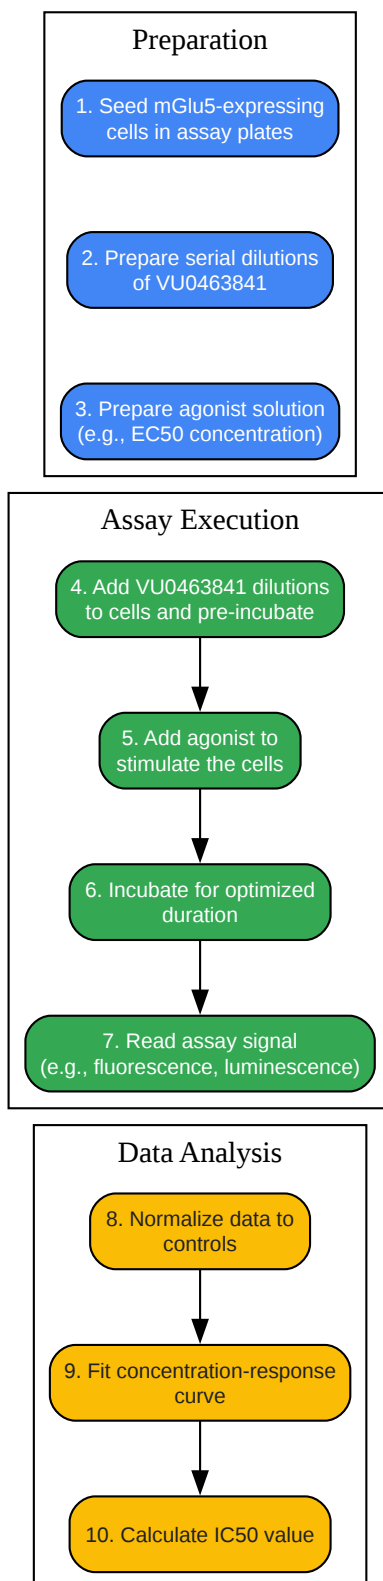 Preparation
1. Seed mGlu5-expressing
cells in assay plates
2. Prepare serial dilutions
of VU0463841
3. Prepare agonist solution
(e.g., EC50 concentration)
Assay Execution
4. Add VU0463841 dilutions
to cells and pre-incubate
5. Add agonist to
stimulate the cells
6. Incubate for optimized
duration
7. Read assay signal
(e.g., fluorescence, luminescence)
Data Analysis
8. Normalize data to
controls
9. Fit concentration-response
curve
10. Calculate IC50 value